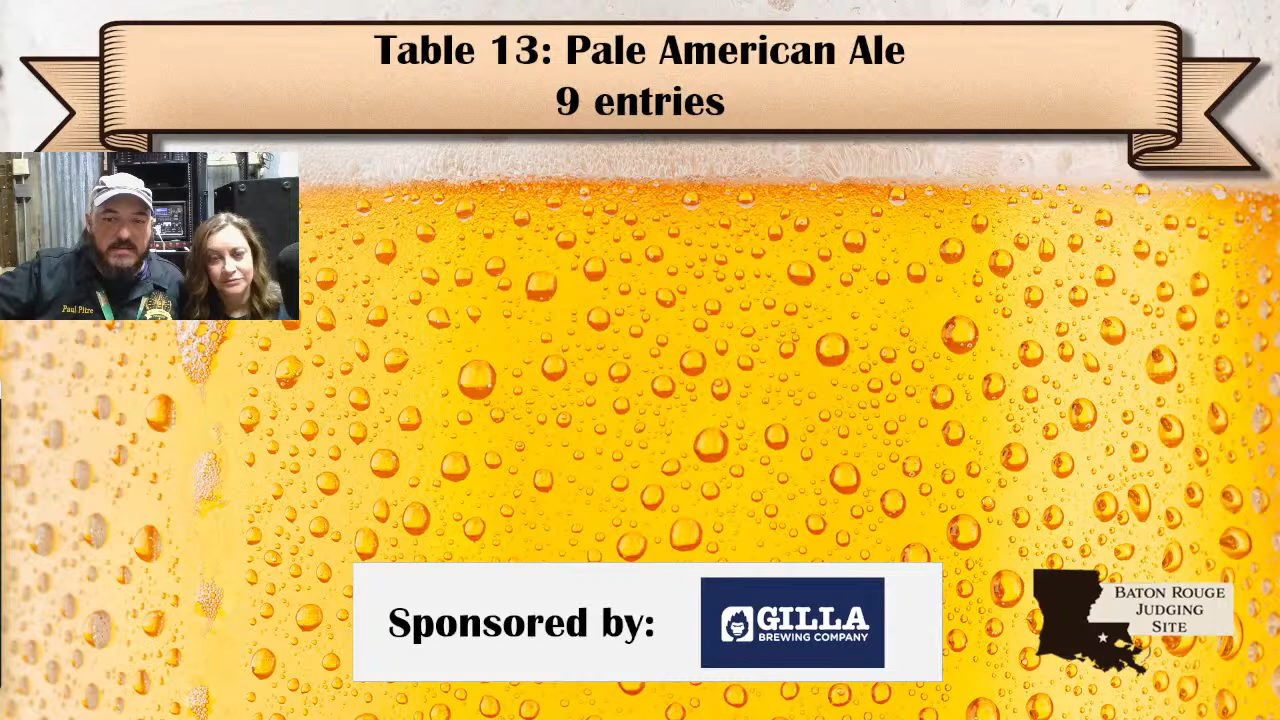 Table 13: Pale American Ale
9 entries
Paul Pitre
Sponsored by:
GILLA
BREWING COMPANY
BATON ROUGE
JUDGING
SITE